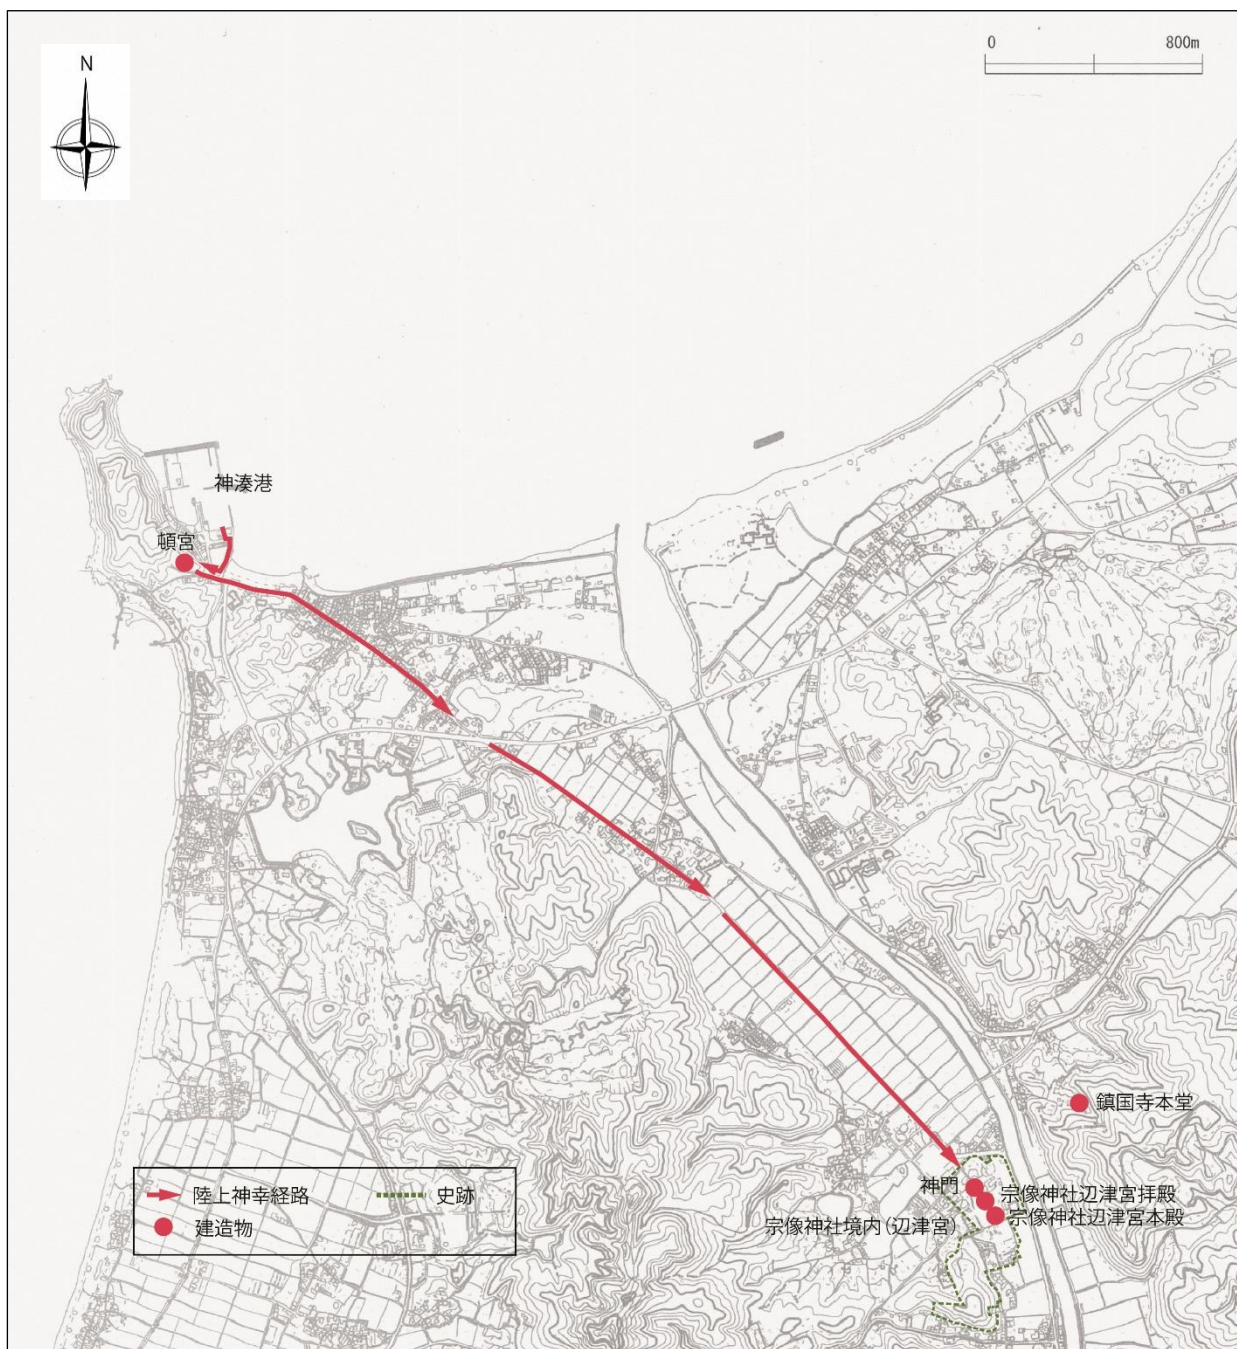 N
0 800m
神湊港
頓宮
鎮国寺本堂
神門
宗像神社辺津宮拝殿
宗像神社辺津宮本殿
宗像神社境内(辺津宮)
陸上神幸経路
史跡
建造物